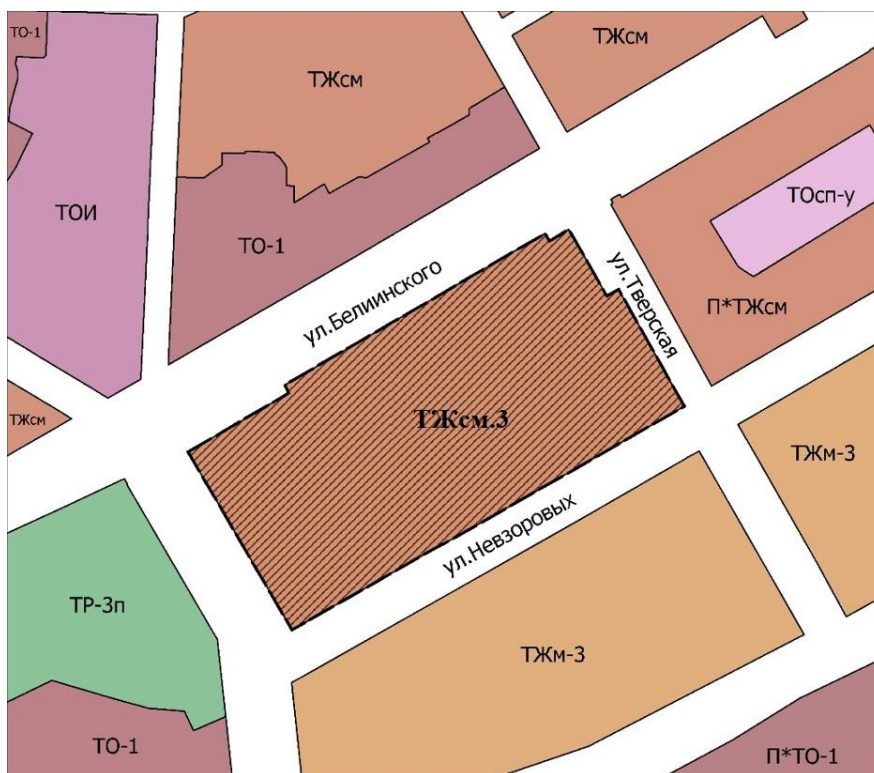 ТО-1
ТЖсм
ТЖсм
ТОИ
ТОсп-у
ТО-1
ул.Белиинского
ул.Тверская
П*ТЖсм
ТЖсм
ТЖсм.3
ТЖм-3
ул.Невзоровых
ТР-3п
ТЖм-3
ТО-1
П*ТО-1